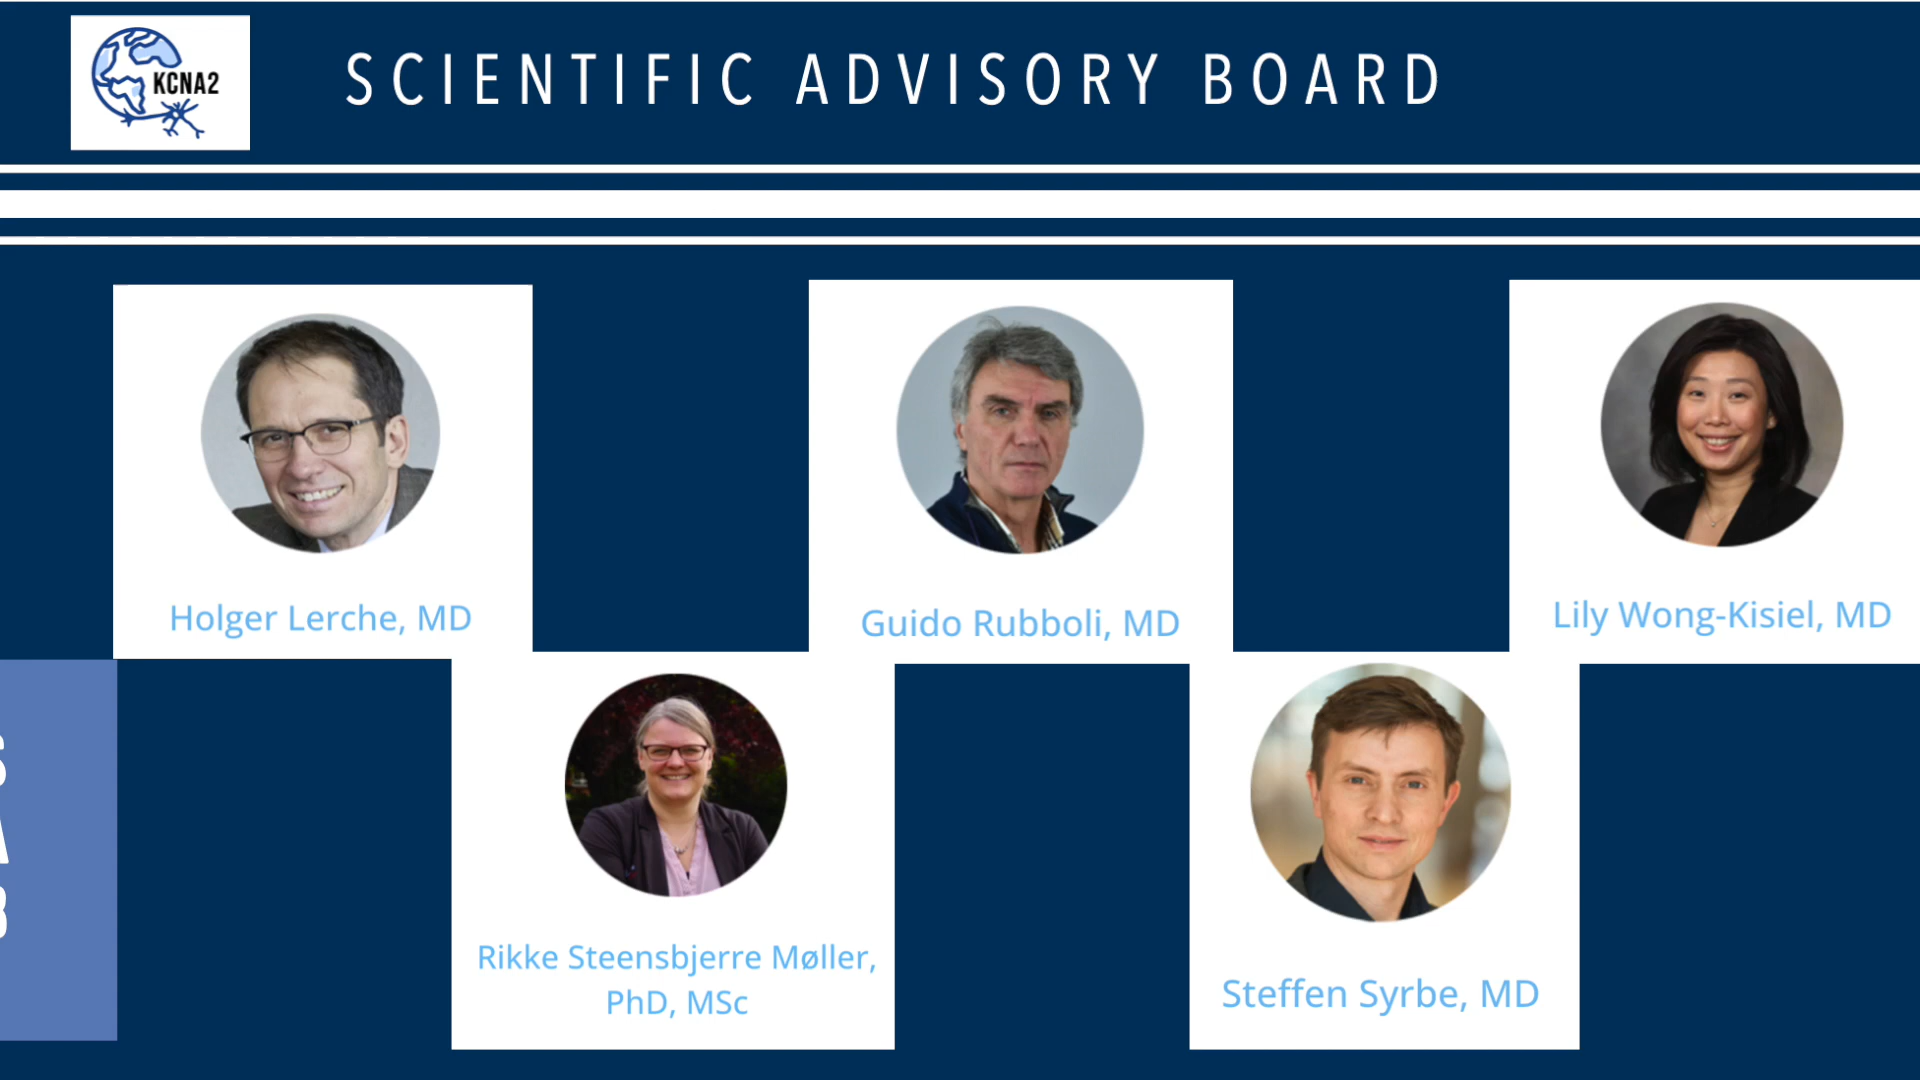 KCNA2
SCIENTIFIC ADVISORY BOARD
Holger Lerche, MD
Guido Rubboli, MD
Lily Wong-Kisiel, MD
S
A
B
Rikke Steensbjerre Møller,
PhD, MSc
Steffen Syrbe, MD